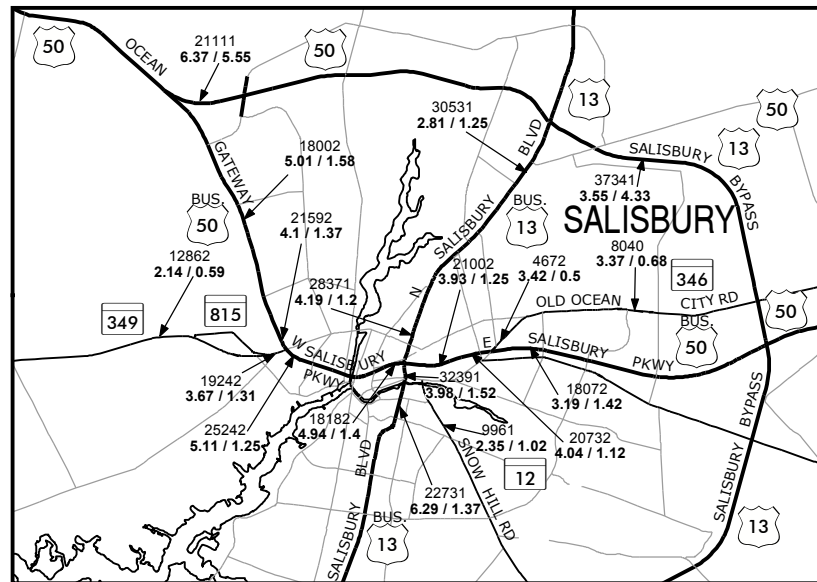 50
OCEAN
21111
6.37 / 5.55
50
13
50
30531
2.81 / 1.25
BLVD
18002
5.01 / 1.58
GATEWAY
SALISBURY
13
BYPASS
37341
3.55 / 4.33
BUS.
50
21592
4.1 / 1.37
SALISBURY
N
BUS.
13
SALISBURY
12862
2.14 / 0.59
28371
4.19 / 1.2
21002
3.93 / 1.25
4672
3.42 / 0.5
8040
3.37 / 0.68
346
OLD OCEAN
CITY RD
349
815
W SALISBURY
PKWY
E
SALISBURY
PKWY
BUS.
50
50
19242
3.67 / 1.31
32391
3.98 / 1.52
18072
3.19 / 1.42
25242
5.11 / 1.25
18182
4.94 / 1.4
9961
2.35 / 1.02
20732
4.04 / 1.12
SNOW HILL RD
12
22731
6.29 / 1.37
SALISBURY
BLVD
BUS.
13
SALISBURY
BYPASS
13